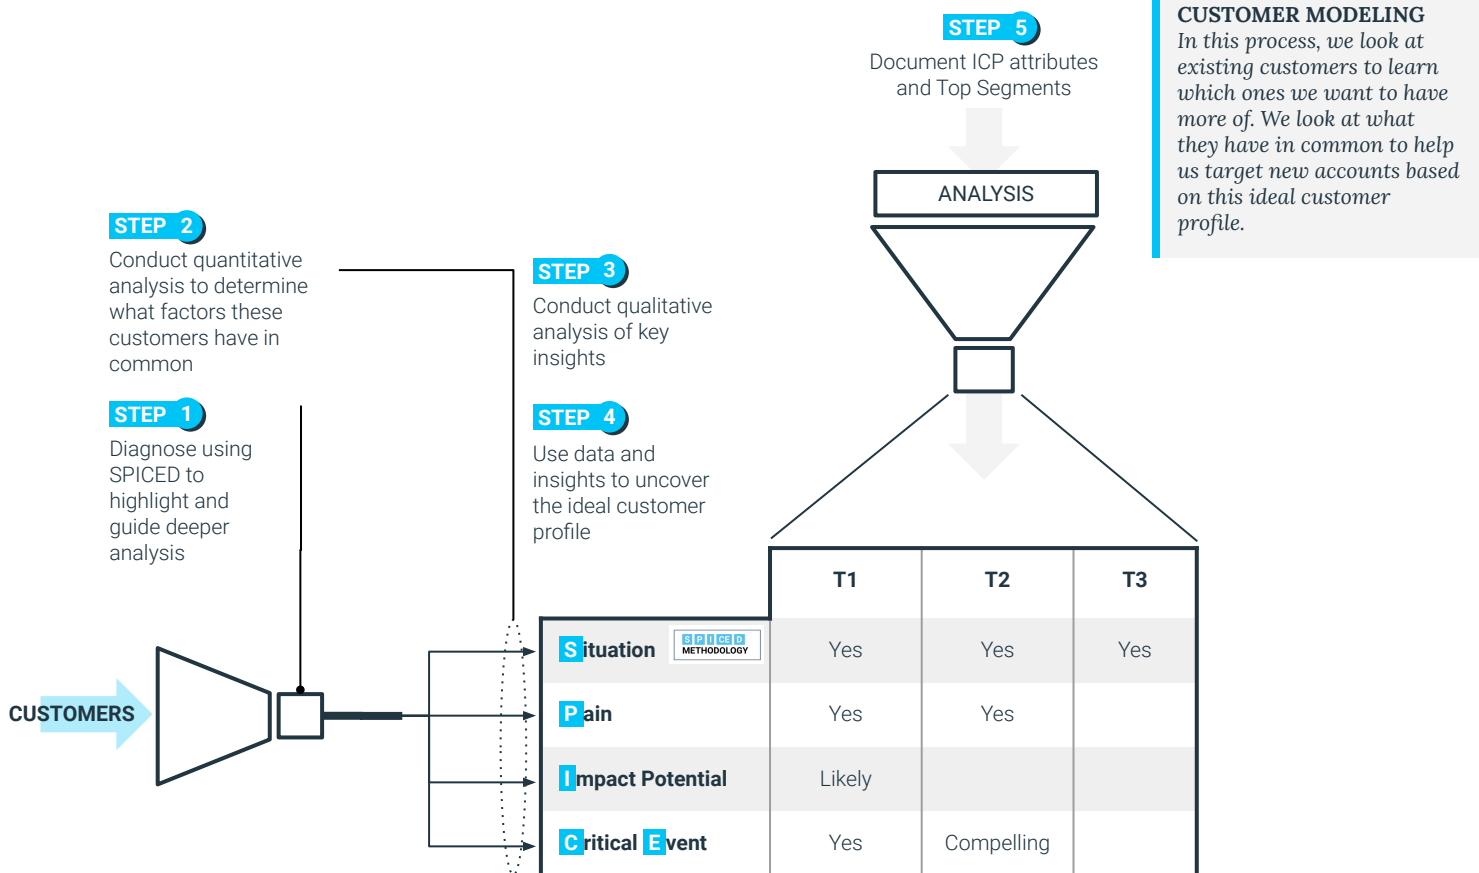 STEP 5
Document ICP attributes
and Top Segments
ANALYSIS
CUSTOMER MODELING
In this process, we look at
existing customers to learn
which ones we want to have
more of. We look at what
they have in common to help
us target new accounts based
on this ideal customer
profile.
STEP 2
Conduct quantitative
analysis to determine
what factors these
customers have in
common
STEP 1
Diagnose using
SPICED to
highlight and
guide deeper
analysis
STEP 3
Conduct qualitative
analysis of key
insights
STEP 4
Use data and
insights to uncover
the ideal customer
profile
CUSTOMERS
T1 T2 T3
Situation SPICED METHODOLOGY Yes Yes Yes
Pain Yes Yes
Impact Potential Likely
Critical Event Yes Compelling